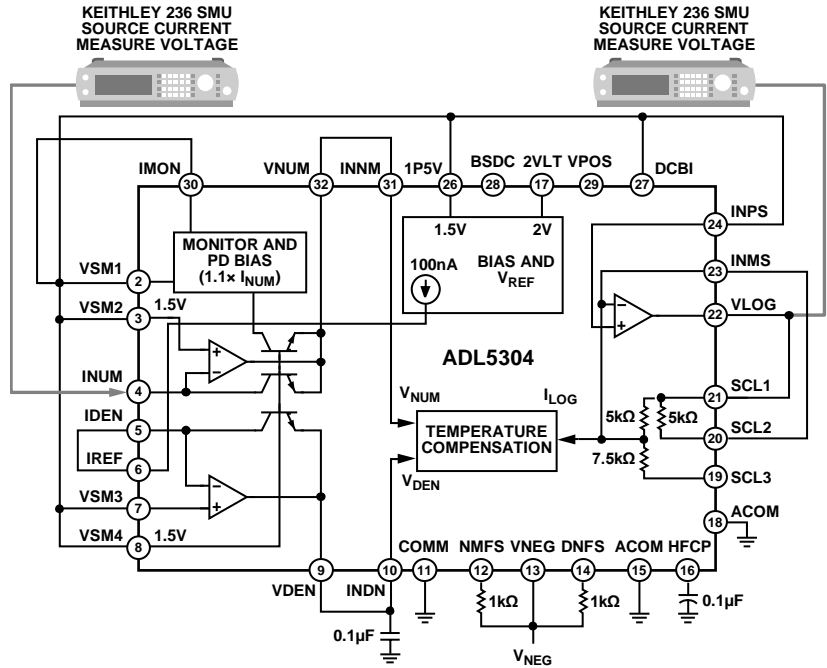 KEITHLEY 236 SMU
SOURCE CURRENT
MEASURE VOLTAGE
KEITHLEY 236 SMU
SOURCE CURRENT
MEASURE VOLTAGE
IMON
VNUM
INNM
1P5V
BSDC
2VLT
VPOS
DCBI
30
32
31
26
28
17
29
27
INPS
24
1.5V
2V
MONITOR AND
PD BIAS
(1.1× INUM)
100nA
BIAS AND
VREF
INMS
23
VSM1
2
VSM2
3
1.5V
VLOG
22
+
−
−
+
ADL5304
INUM
4
VNUM
ILOG
SCL1
21
IDEN
5
5kΩ
5kΩ
TEMPERATURE
COMPENSATION
SCL2
20
IREF
6
7.5kΩ
VDEN
SCL3
19
VSM3
7
−
+
ACOM
18
VSM4
8
1.5V
COMM
NMFS
VNEG
DNFS
ACOM
HFCP
9
10
11
12
13
14
15
16
VDEN
INDN
1kΩ
1kΩ
0.1µF
0.1µF
VNEG